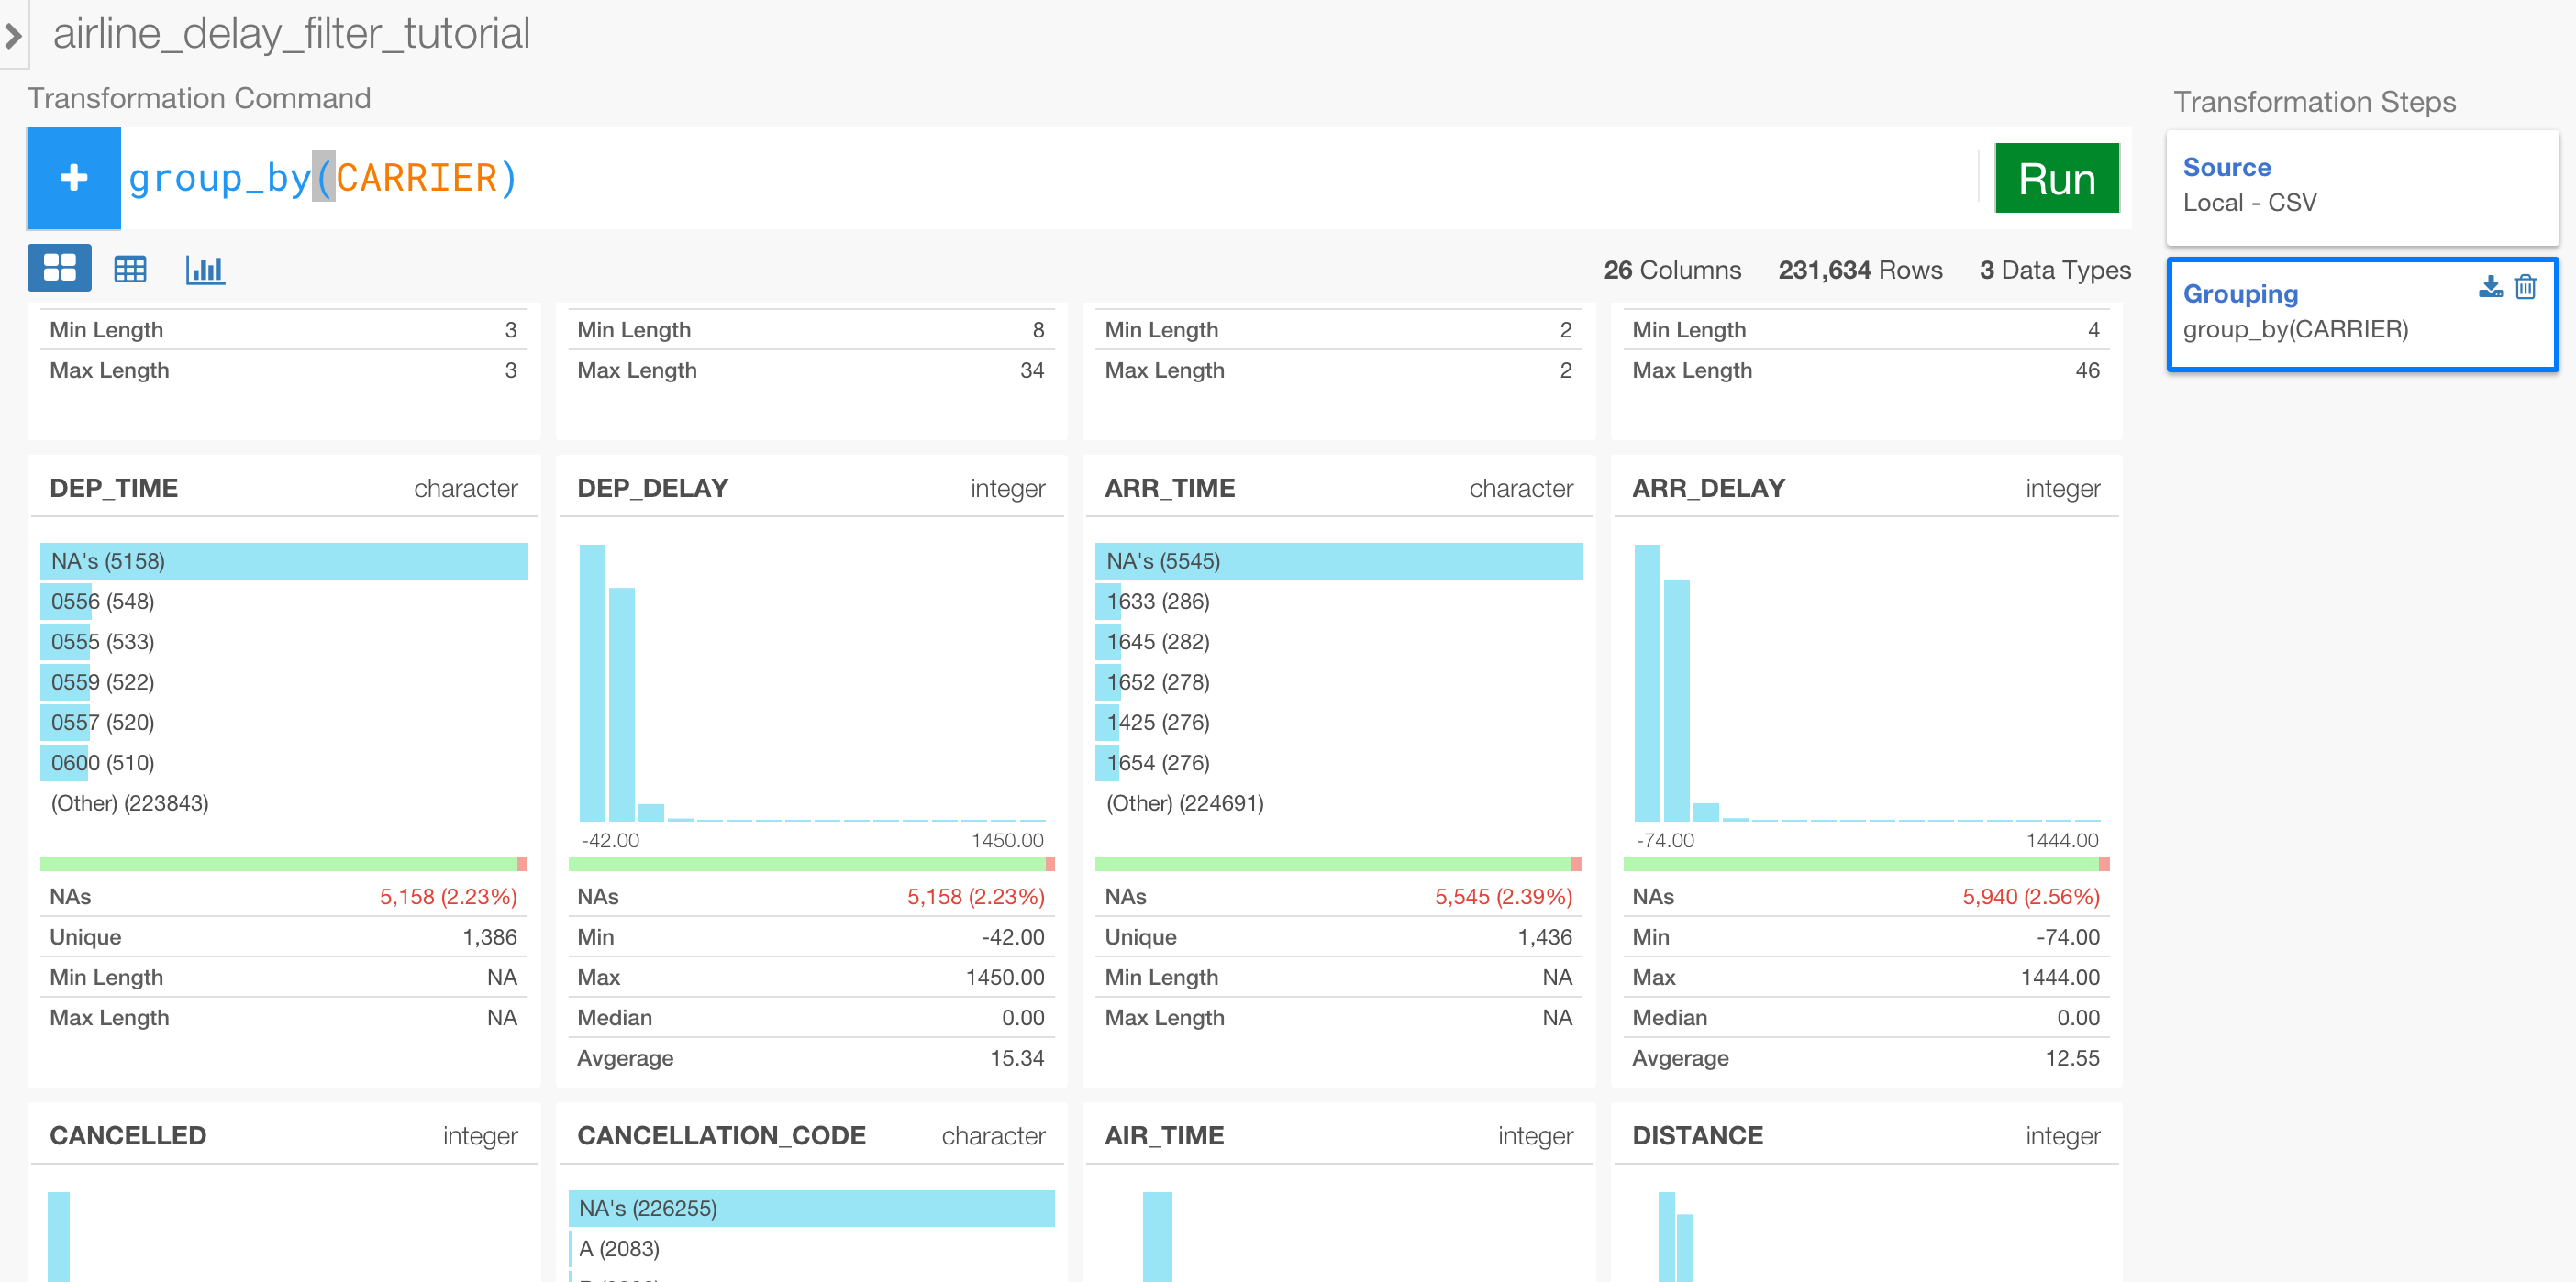 airline_delay_filter_tutorial
Transformation Command
Transformation Steps
+ group_by(CARRIER)
Run
Source
Local - CSV
26 Columns 231,634 Rows 3 Data Types
Grouping
group_by(CARRIER)
Min Length 3
Max Length 3
Min Length 8
Max Length 34
Min Length 2
Max Length 2
Min Length 4
Max Length 46
DEP_TIME character
NA's (5158)
0556 (548)
0555 (533)
0559 (522)
0557 (520)
0600 (510)
(Other) (223843)
NAs 5,158 (2.23%)
Unique 1,386
Min Length NA
Max Length NA
DEP_DELAY integer
-42.00 1450.00
NAs 5,158 (2.23%)
Min -42.00
Max 1450.00
Median 0.00
Avgerage 15.34
ARR_TIME character
NA's (5545)
1633 (286)
1645 (282)
1652 (278)
1425 (276)
1654 (276)
(Other) (224691)
NAs 5,545 (2.39%)
Unique 1,436
Min Length NA
Max Length NA
ARR_DELAY integer
-74.00 1444.00
NAs 5,940 (2.56%)
Min -74.00
Max 1444.00
Median 0.00
Avgerage 12.55
CANCELLED integer
CANCELLATION_CODE character
NA's (226255)
A (2083)
AIR_TIME integer
DISTANCE integer